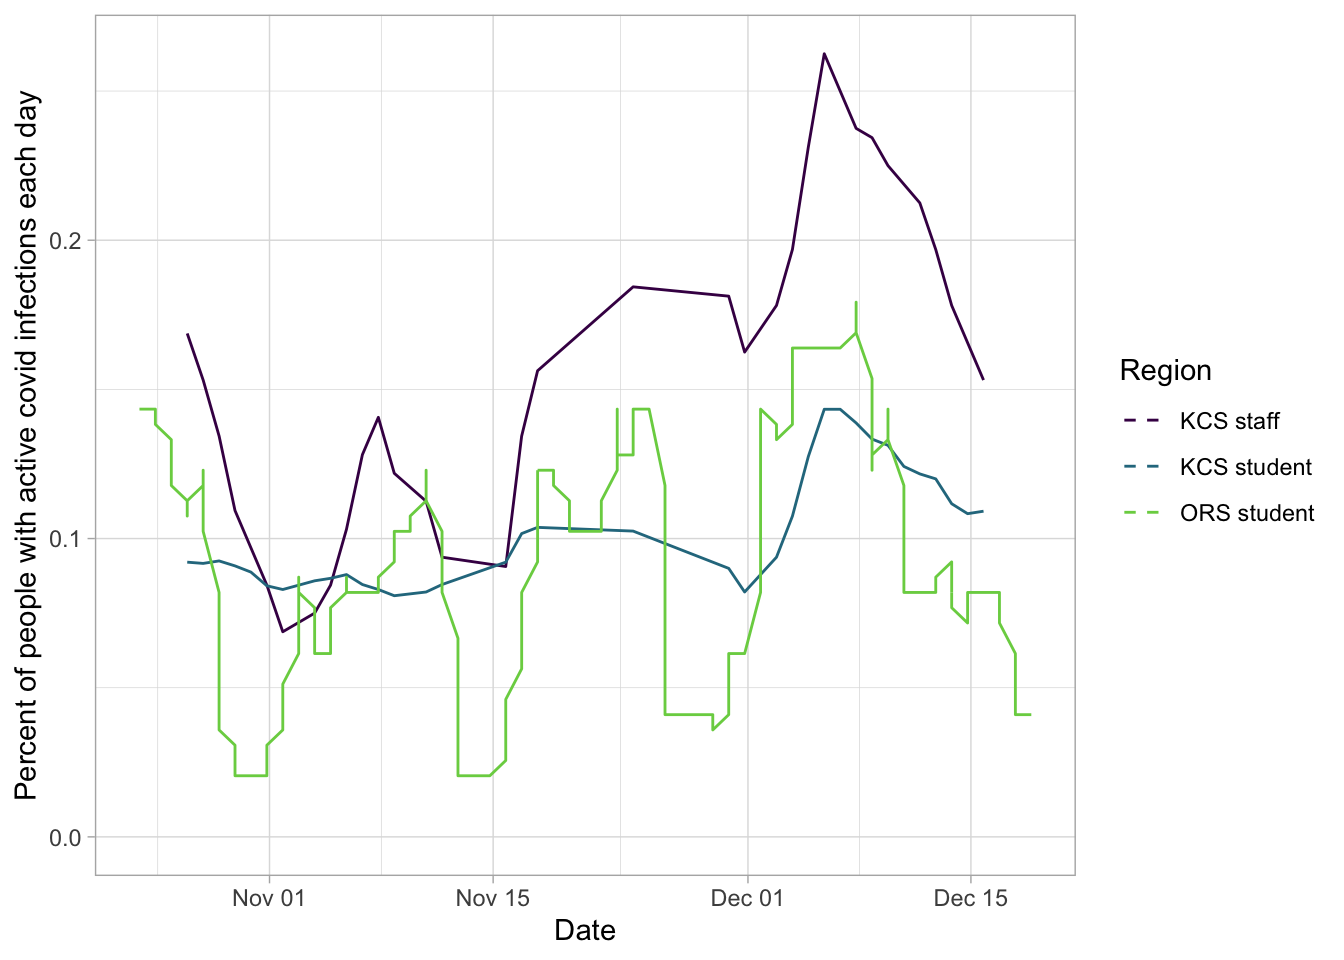 Percent of people with active covid infections each day
0.2
0.1
0.0
Nov 01
Nov 15
Dec 01
Dec 15
Date
Region
KCS staff
KCS student
ORS student